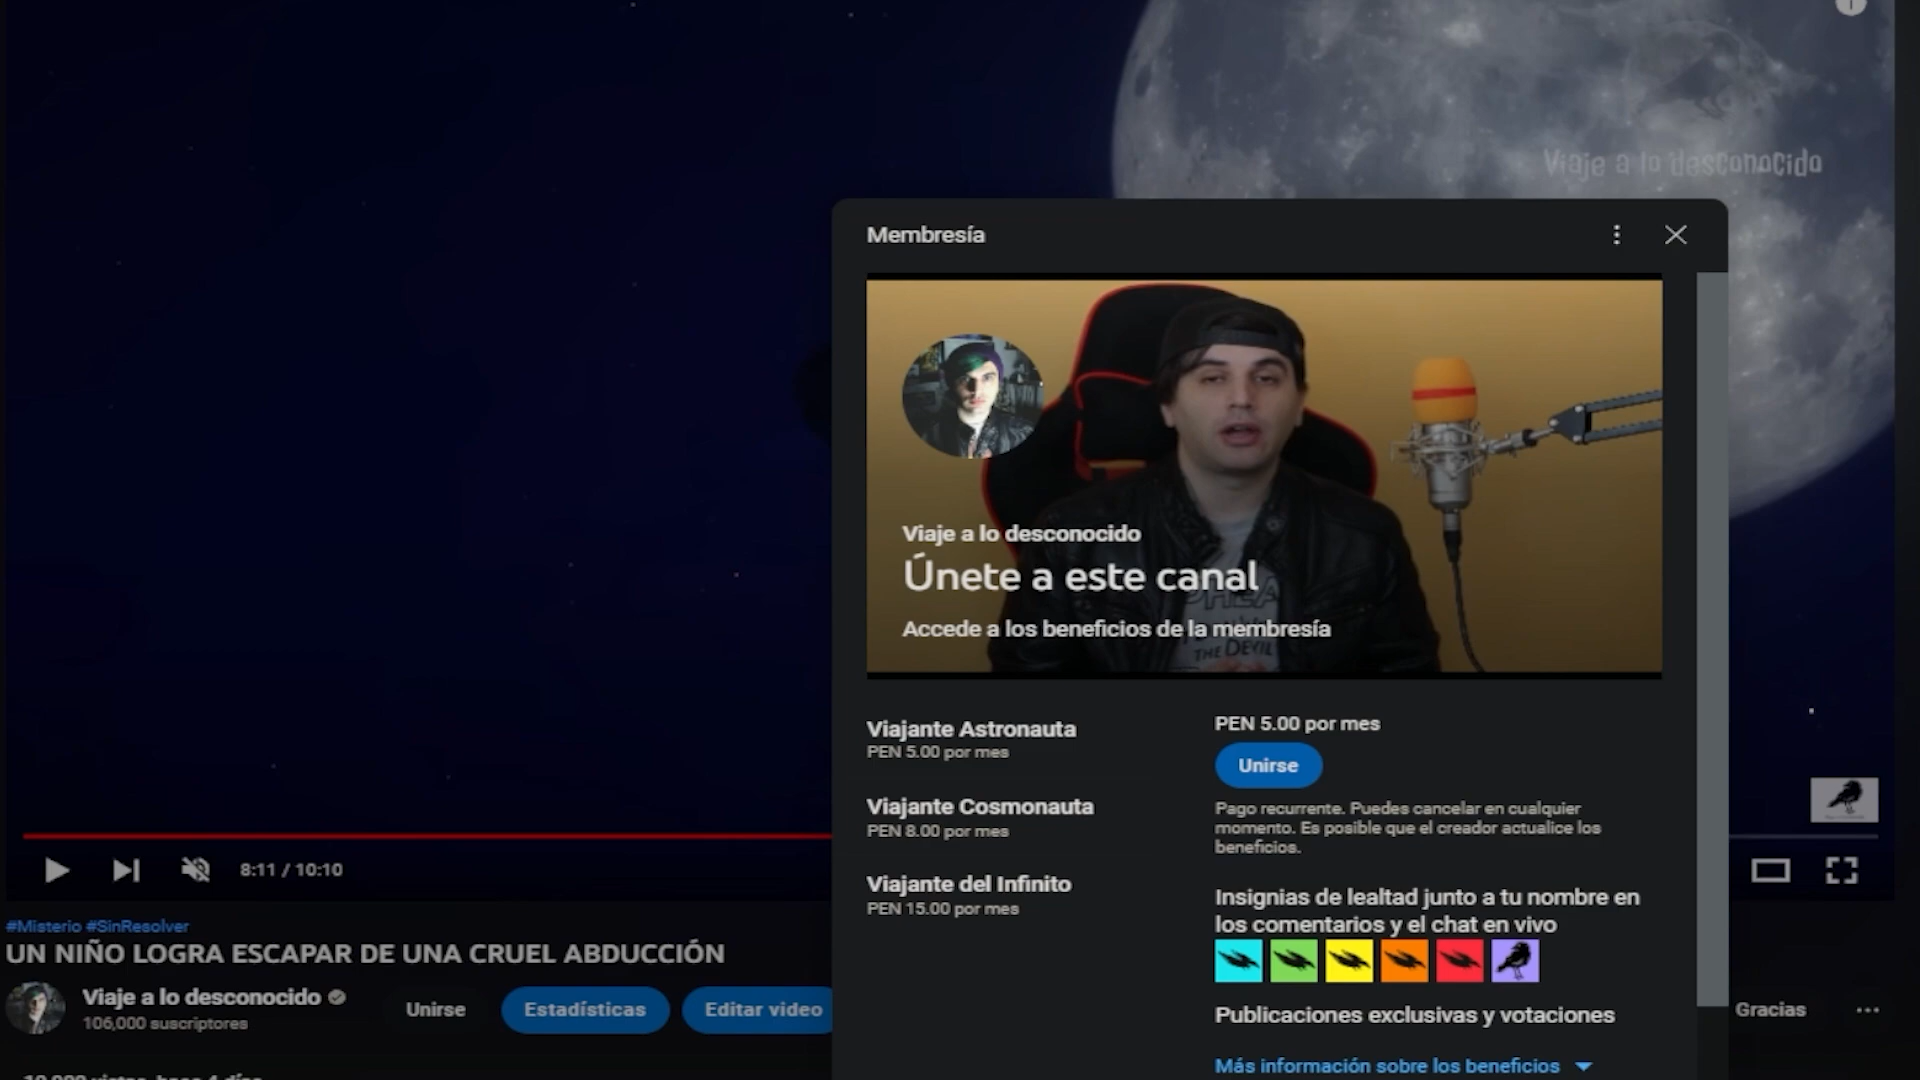 Viaje a lo desconocido
Membresía
Viaje a lo desconocido
Únete a este canal
Accede a los beneficios de la membresía
THE DEVIL
Viajante Astronauta
PEN 5.00 por mes
Viajante Cosmonauta
PEN 8.00 por mes
Viajante del Infinito
PEN 15.00 por mes
PEN 5.00 por mes
Unirse
Pago recurrente. Puedes cancelar en cualquier
momento. Es posible que el creador actualice los
beneficios.
Insignias de lealtad junto a tu nombre en
los comentarios y el chat en vivo
Publicaciones exclusivas y votaciones
Más información sobre los beneficios
8:11 / 10:10
#Misterio #SinResolver
UN NIÑO LOGRA ESCAPAR DE UNA CRUEL ABDUCCIÓN
Viaje a lo desconocido
106,000 suscriptores
Unirse
Estadísticas
Editar video
Gracias